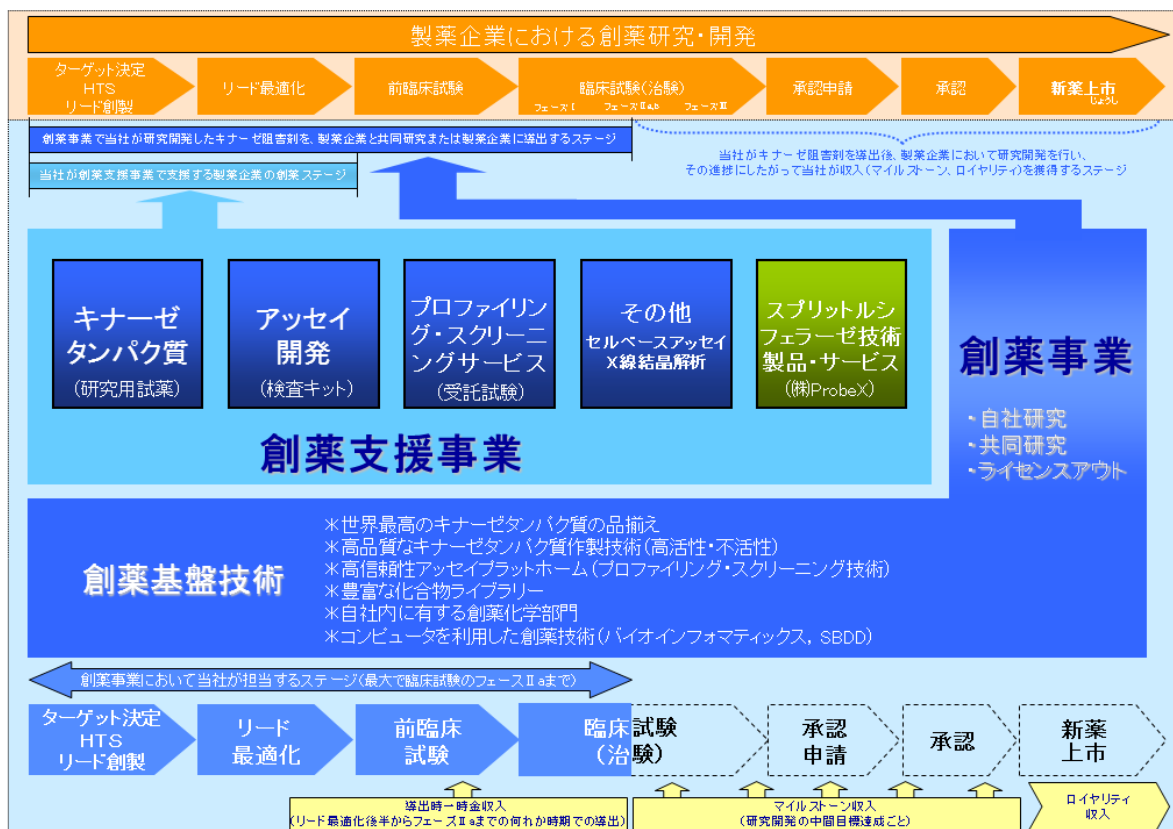 製薬企業における創薬研究・開発
ターゲット決定
HTS
リード創製
リード最適化
前臨床試験
臨床試験(治験)
フェーズⅠ フェーズⅡa,b フェーズⅢ
承認申請
承認
新薬上市
じょうし
創薬事業で当社が研究開発したキナーゼ阻害剤を、製薬企業と共同研究または製薬企業に導出するステージ
当社が創薬支援事業で支援する製薬企業の創薬ステージ
当社がキナーゼ阻害剤を導出後、製薬企業において研究開発を行い、
その進捗にしたがって当社が収入(マイルストーン、ロイヤリティ)を獲得するステージ
キナーゼ
タンパク質
(研究用試薬)
アッセイ
開発
(検査キット)
プロファイリン
グ・スクリーニ
ングサービス
(受託試験)
その他
セルベースアッセイ
X線結晶解析
スプリットルシ
フェラーゼ技術
製品・サービス
(㈱ProbeX)
創薬支援事業
創薬事業
・自社研究
・共同研究
・ライセンスアウト
創薬基盤技術
＊世界最高のキナーゼタンパク質の品揃え
＊高品質なキナーゼタンパク質作製技術(高活性・不活性)
＊高信頼性アッセイプラットホーム(プロファイリング・スクリーニング技術)
＊豊富な化合物ライブラリー
＊自社内に有する創薬化学部門
＊コンピュータを利用した創薬技術(バイオインフォマティックス, SBDD)
創薬事業において当社が担当するステージ(最大で臨床試験のフェースⅡaまで)
ターゲット決定
HTS
リード創製
リード
最適化
前臨床
試験
臨床試験
(治験)
承認
申請
承認
新薬
上市
導出時一時金収入
(リード最適化後半からフェーズⅡaまでの何れか時期での導出)
マイルストーン収入
(研究開発の中間目標達成ごと)
ロイヤリティ
収入